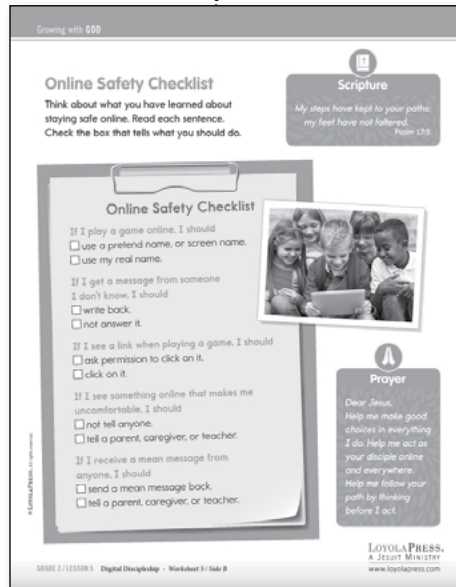 Growing with GOD
Online Safety Checklist
Think about what you have learned about
staying safe online. Read each sentence.
Check the box that tells what you should do.
Scripture
My steps have kept to your paths;
my feet have not faltered.
Psalm 17:5
Online Safety Checklist
If I play a game online, I should
use a pretend name, or screen name.
use my real name.
If I get a message from someone
I don't know, I should
write back.
not answer it.
If I see a link when playing a game, I should
ask permission to click on it.
click on it.
If I see something online that makes me
uncomfortable, I should
not tell anyone.
tell a parent, caregiver, or teacher.
If I receive a mean message from
anyone, I should
send a mean message back.
tell a parent, caregiver, or teacher.
Prayer
Dear Jesus,
Help me make good
choices in everything
I do. Help me act as
your disciple online
and everywhere.
Help me follow your
path by thinking
before I act.
© LOYOLAPRESS. All rights reserved.
GRADE 2 / LESSON 5 Digital Discipleship • Worksheet 5 / Side B
LOYOLAPRESS.
A JESUIT MINISTRY
www.loyolapress.com